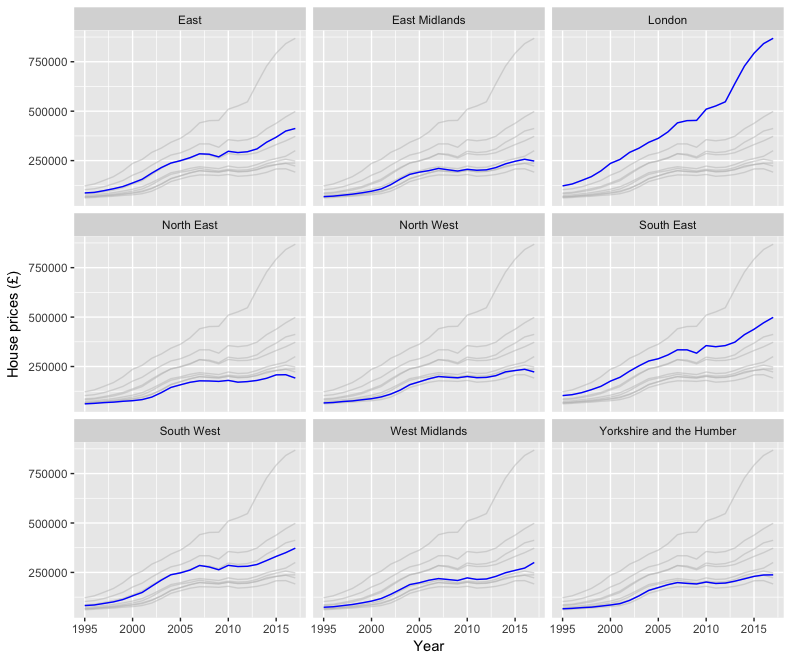 East East Midlands London
750000
500000
250000
North East North West South East
750000
500000
250000
House prices (£)
South West West Midlands Yorkshire and the Humber
750000
500000
250000
1995 2000 2005 2010 2015 1995 2000 2005 2010 2015 1995 2000 2005 2010 2015
Year